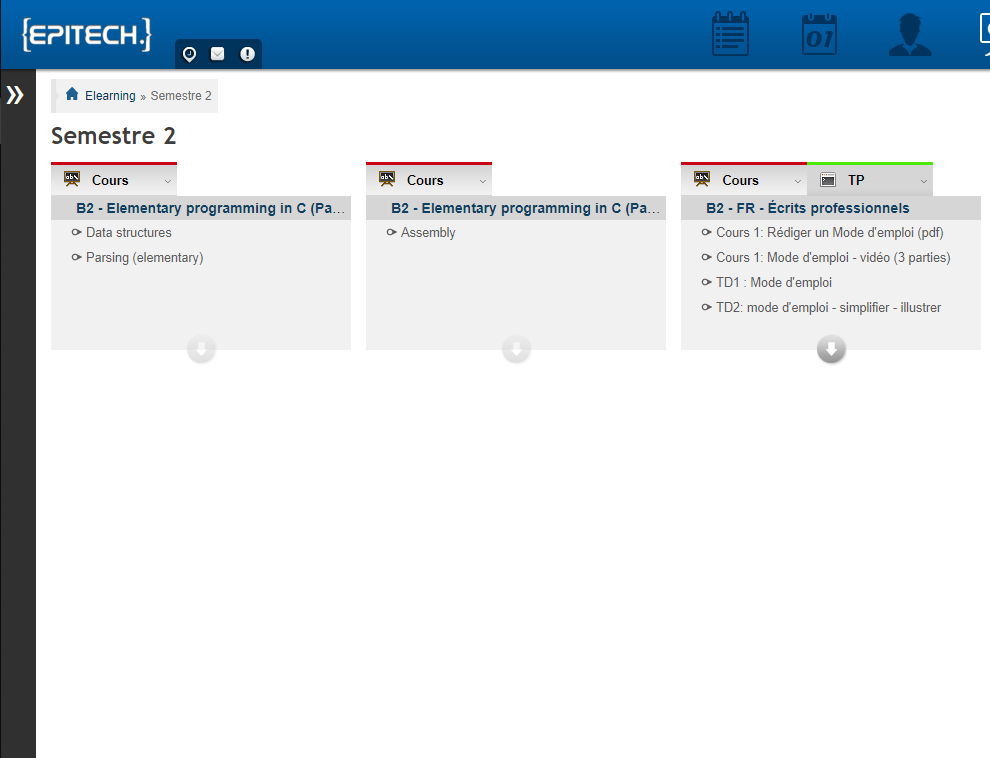 {EPITECH.}
01
Elearning » Semestre 2
Semestre 2
Cours
B2 - Elementary programming in C (Pa...
Data structures
Parsing (elementary)
Cours
B2 - Elementary programming in C (Pa...
Assembly
Cours
TP
B2 - FR - Écrits professionnels
Cours 1: Rédiger un Mode d'emploi (pdf)
Cours 1: Mode d'emploi - vidéo (3 parties)
TD1 : Mode d'emploi
TD2: mode d'emploi - simplifier - illustrer